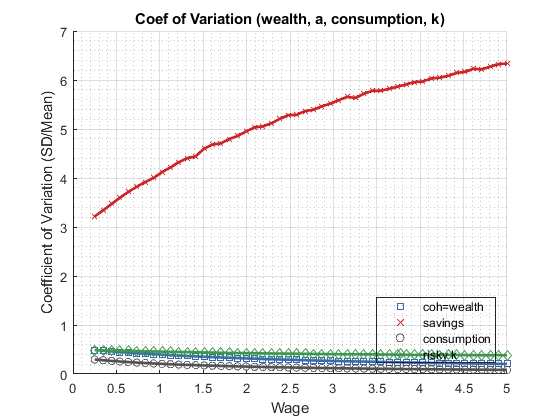 Coef of Variation (wealth, a, consumption, k)
Coefficient of Variation (SD/Mean)
7
6
5
4
3
2
1
0
coh=wealth
savings
consumption
risky k
0 0.5 1 1.5 2 2.5 3 3.5 4 4.5 5
Wage